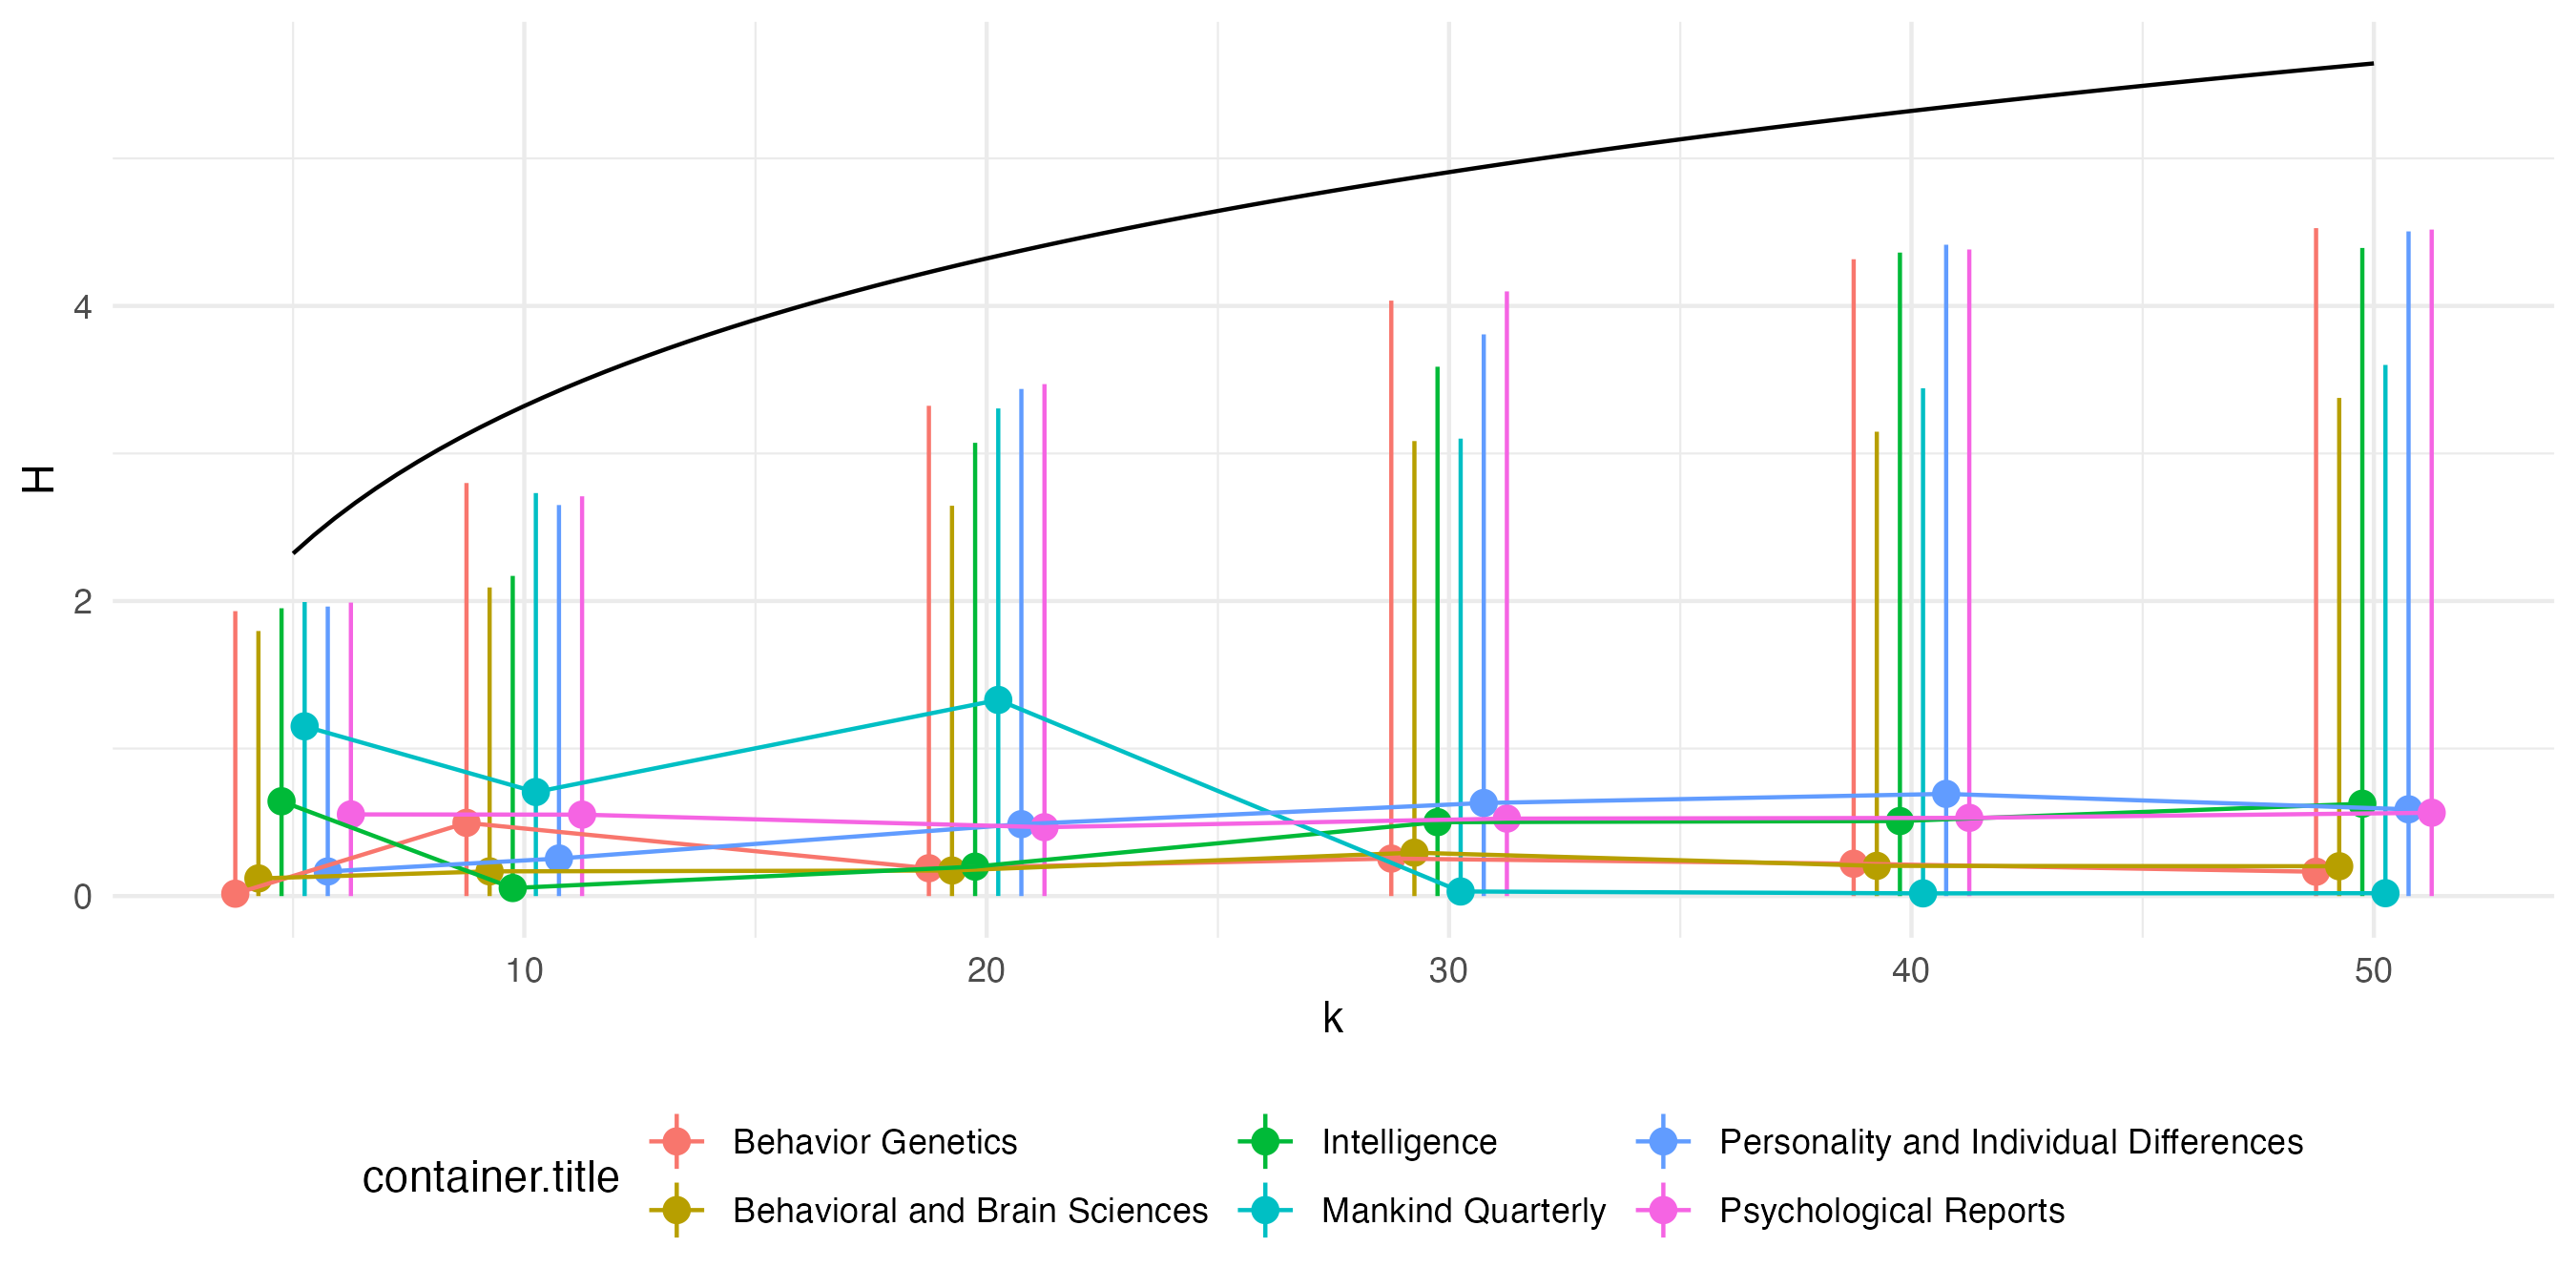 H
4
2
0
10 20 30 40 50
k
container.title
Behavior Genetics Intelligence Personality and Individual Differences
Behavioral and Brain Sciences Mankind Quarterly Psychological Reports